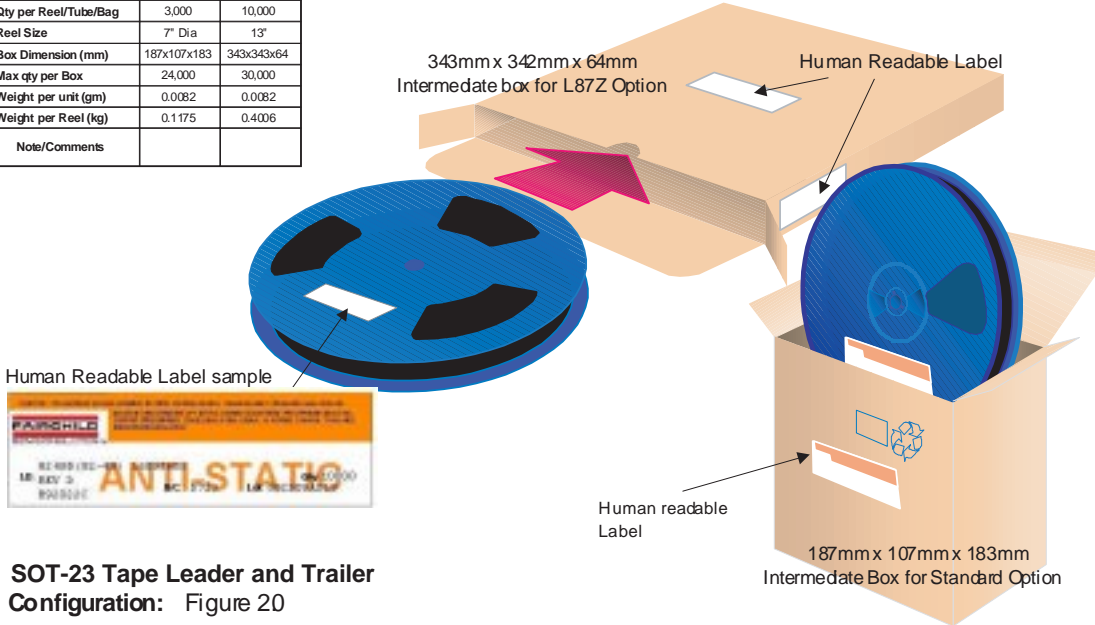 Qty per Reel/Tube/Bag 3,000 10,000
Reel Size 7" Dia 13"
Box Dimension (mm) 187x107x183 343x343x64
Max qty per Box 24,000 30,000
Weight per unit (gm) 0.0082 0.0082
Weight per Reel (kg) 0.1175 0.4006
Note/Comments
343mm x 342mm x 64mm
Intermediate box for L87Z Option
Human Readable Label
Human Readable Label sample
FAIRCHILD
ANTI-STATIC
Human readable
Label
187mm x 107mm x 183mm
Intermediate Box for Standard Option
SOT-23 Tape Leader and Trailer
Configuration: Figure 2.0